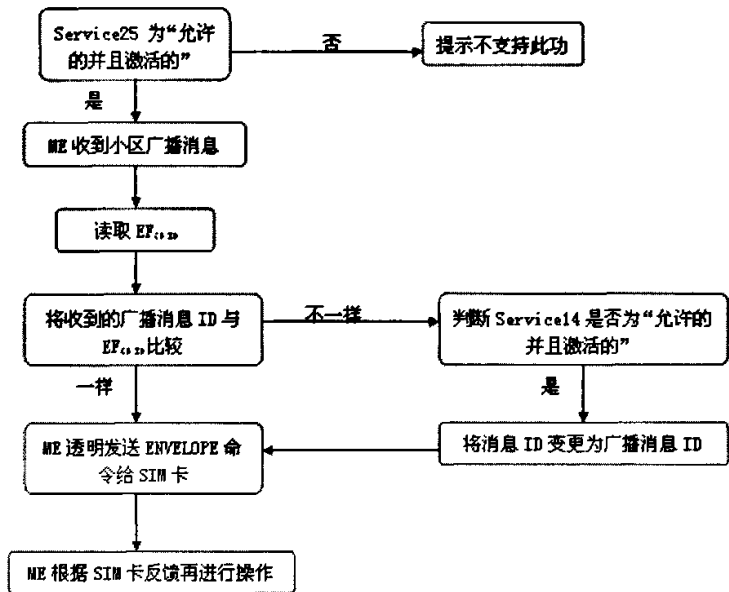 Service25 为“允许
的并且激活的”
否
提示不支持此功
是
ME 收到小区广播消息
读取 EF
将收到的广播消息 ID 与
EF 比较
不一样
判断 Service14 是否为“允许的
并且激活的”
一样
是
ME 透明发送 ENVELOPE 命
令给 SIM 卡
将消息 ID 变更为广播消息 ID
ME 根据 SIM 卡反馈再进行操作